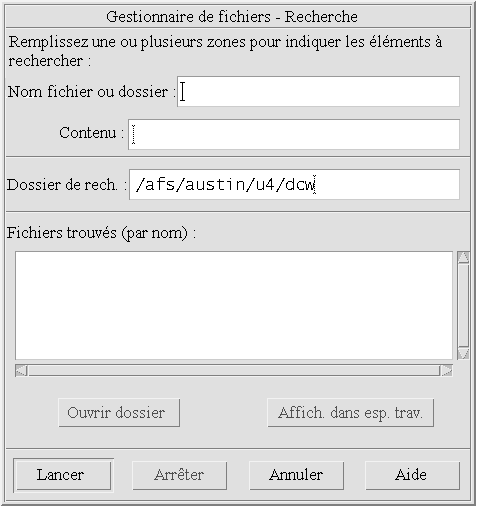 Gestionnaire de fichiers - Recherche
Remplissez une ou plusieurs zones pour indiquer les éléments à
rechercher :
Nom fichier ou dossier :
Contenu :
Dossier de rech. : /afs/austin/u4/dcw
Fichiers trouvés (par nom) :
Ouvrir dossier Affich. dans esp. trav.
Lancer Arrêter Annuler Aide